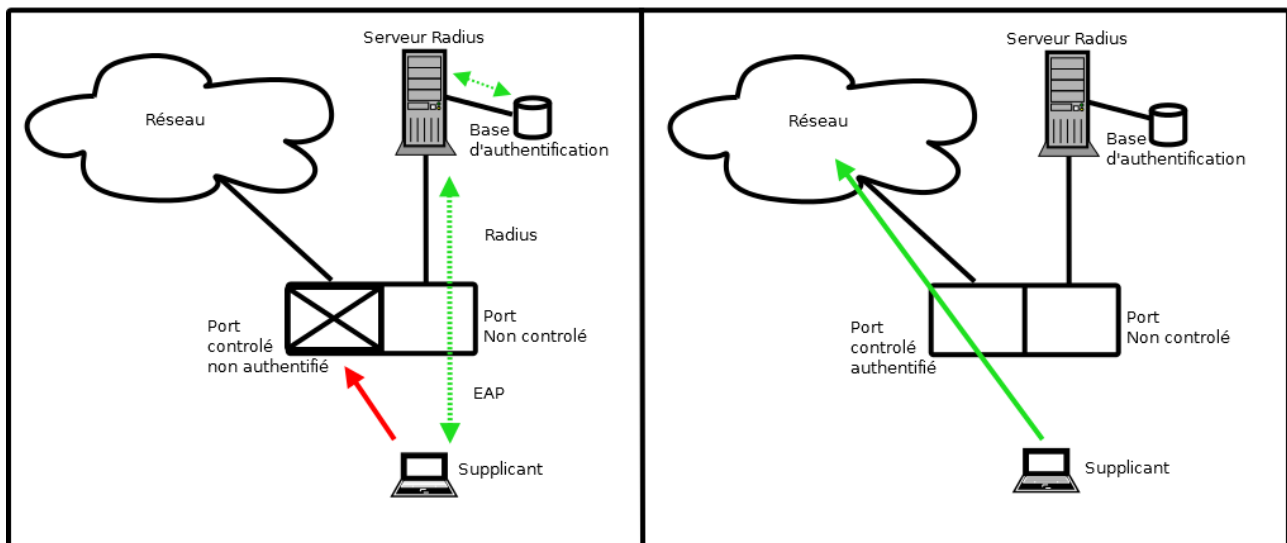 Serveur Radius
Réseau
Base
d'authentification
Radius
Port
controlé
non authentifié
Port
Non controlé
EAP
Supplicant
Serveur Radius
Réseau
Base
d'authentification
Port
controlé
authentifié
Port
Non controlé
Supplicant